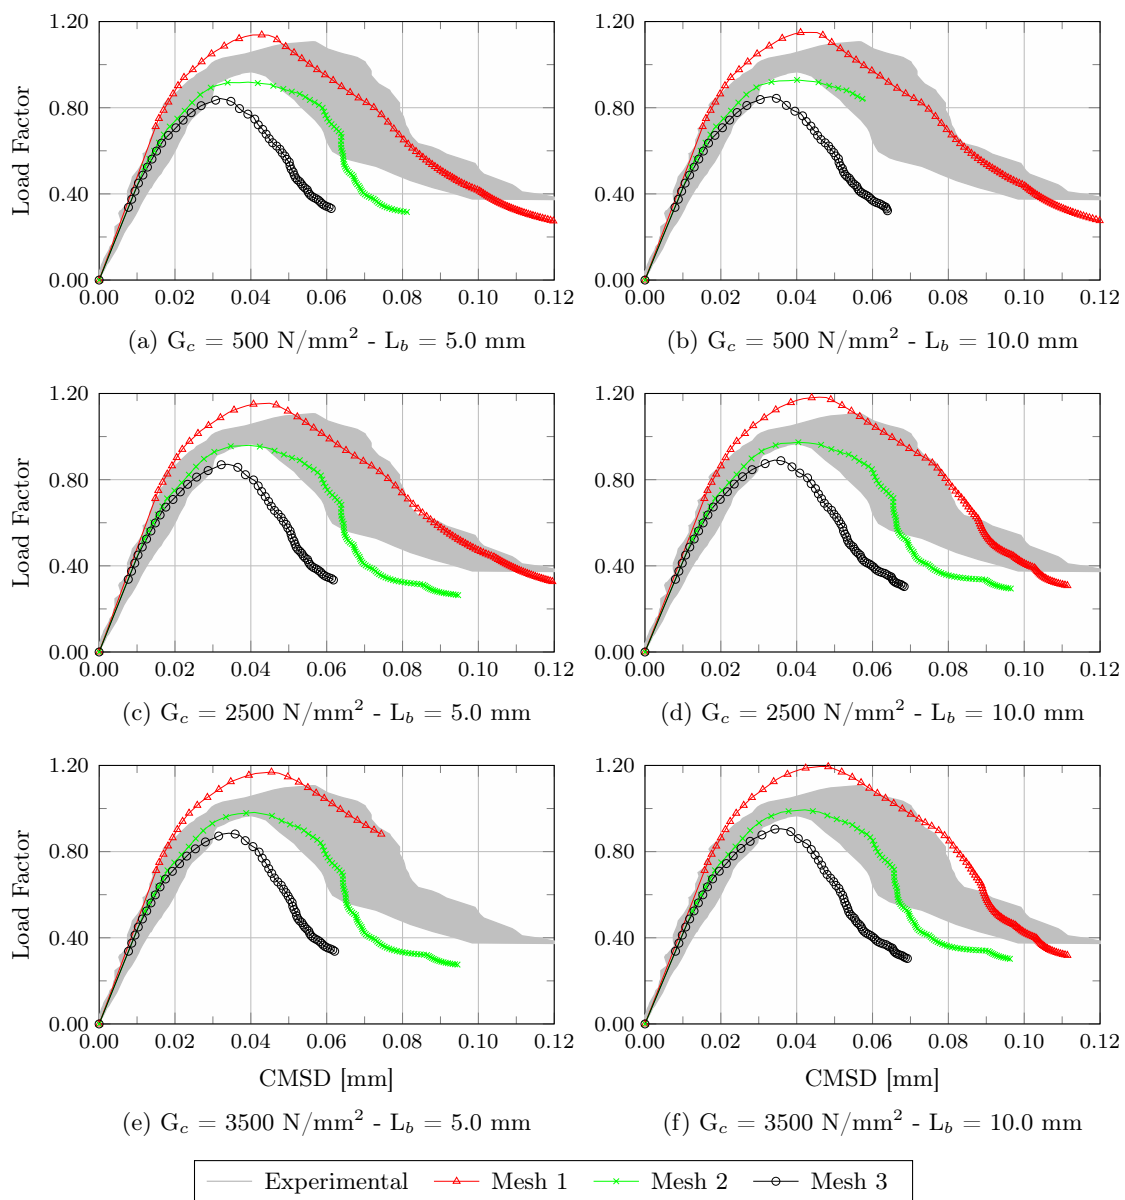 1.20
0.80
0.40
0.00
Load Factor
0.00 0.02 0.04 0.06 0.08 0.10 0.12
(a) G_c = 500 N/mm² - L_b = 5.0 mm
1.20
0.80
0.40
0.00
0.00 0.02 0.04 0.06 0.08 0.10 0.12
(b) G_c = 500 N/mm² - L_b = 10.0 mm
1.20
0.80
0.40
0.00
Load Factor
0.00 0.02 0.04 0.06 0.08 0.10 0.12
(c) G_c = 2500 N/mm² - L_b = 5.0 mm
1.20
0.80
0.40
0.00
0.00 0.02 0.04 0.06 0.08 0.10 0.12
(d) G_c = 2500 N/mm² - L_b = 10.0 mm
1.20
0.80
0.40
0.00
Load Factor
0.00 0.02 0.04 0.06 0.08 0.10 0.12
CMSD [mm]
(e) G_c = 3500 N/mm² - L_b = 5.0 mm
1.20
0.80
0.40
0.00
0.00 0.02 0.04 0.06 0.08 0.10 0.12
CMSD [mm]
(f) G_c = 3500 N/mm² - L_b = 10.0 mm
Experimental Mesh 1 Mesh 2 Mesh 3